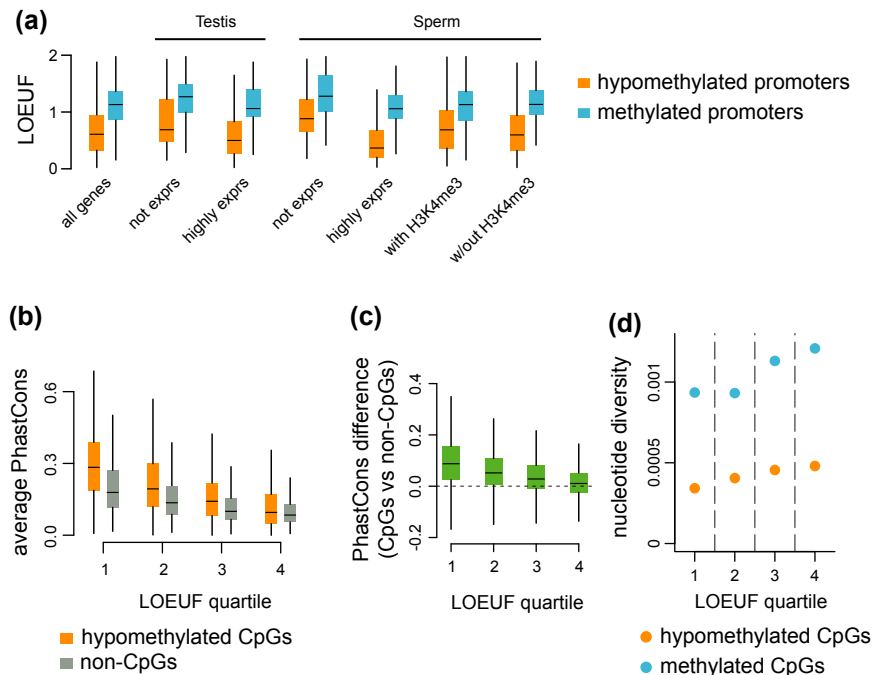 (a)
Testis
Sperm
LOEUF
2
1
0
hypomethylated promoters
methylated promoters
all genes
not exprs
highly exprs
not exprs
highly exprs
with H3K4me3
w/out H3K4me3
(b)
average PhastCons
0.6
0.3
0.0
1 2 3 4
LOEUF quartile
hypomethylated CpGs
non-CpGs
(c)
PhastCons difference
(CpGs vs non-CpGs)
0.4
0.2
0.0
-0.2
1 2 3 4
LOEUF quartile
(d)
nucleotide diversity
0.001
0.0005
0
1 2 3 4
LOEUF quartile
hypomethylated CpGs
methylated CpGs